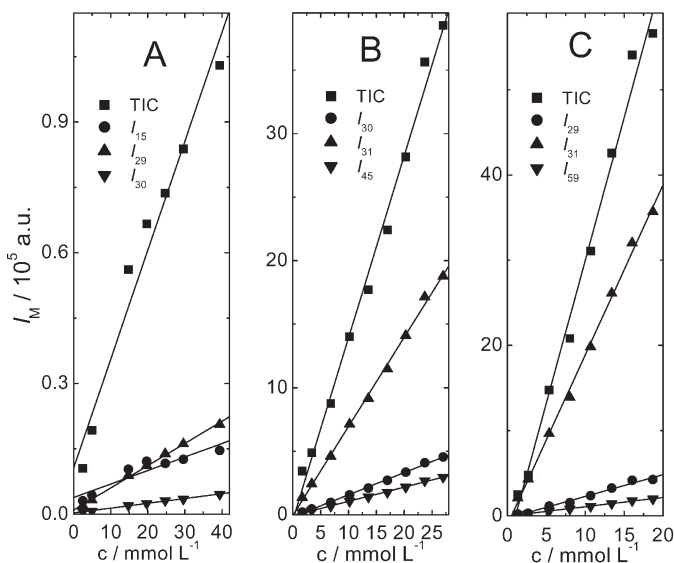 A
TIC
I15
I29
I30
0.9
0.6
0.3
0.0
IM / 10^5 a.u.
0 10 20 30 40
c / mmol L^-1
B
TIC
I30
I31
I45
30
20
10
0
0 5 10 15 20 25
c / mmol L^-1
C
TIC
I29
I31
I59
40
20
0
0 5 10 15 20
c / mmol L^-1